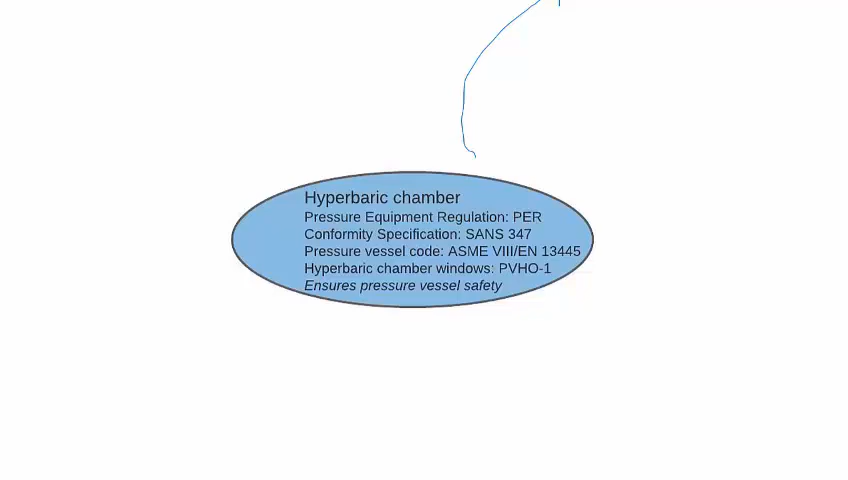 Hyperbaric chamber
Pressure Equipment Regulation: PER
Conformity Specification: SANS 347
Pressure vessel code: ASME VIII/EN 13445
Hyperbaric chamber windows: PVHO-1
Ensures pressure vessel safety